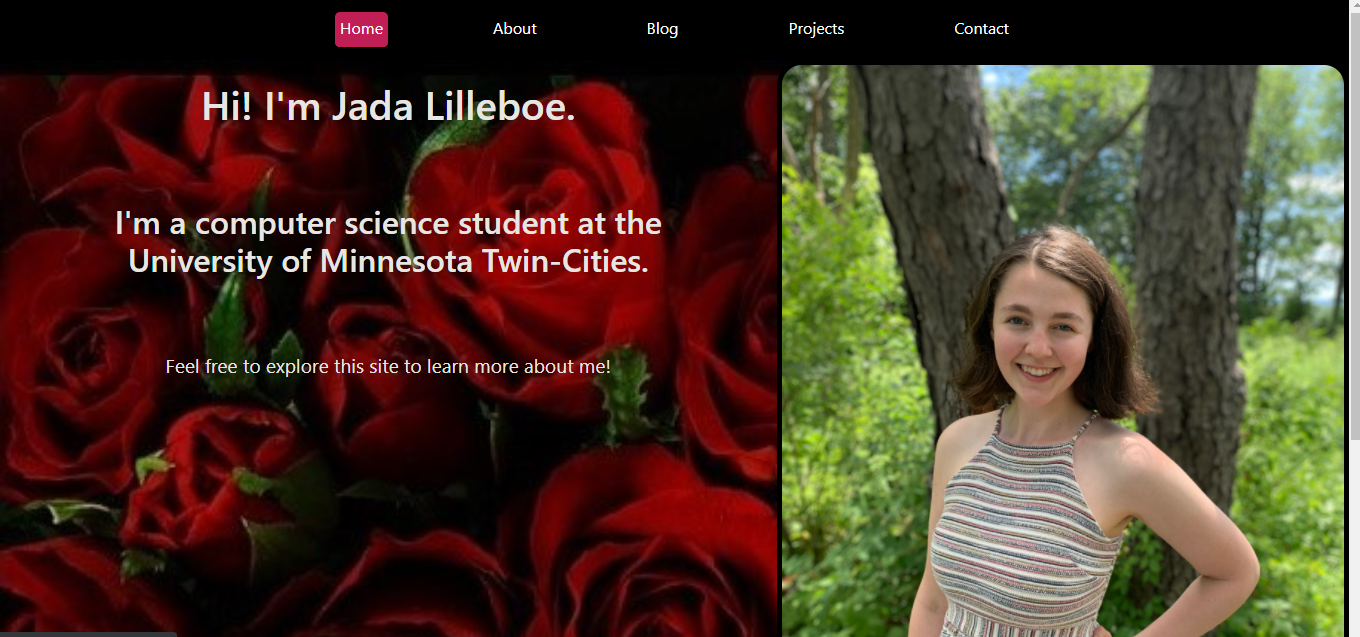 Home About Blog Projects Contact
Hi! I'm Jada Lilleboe.
I'm a computer science student at the
University of Minnesota Twin-Cities.
Feel free to explore this site to learn more about me!